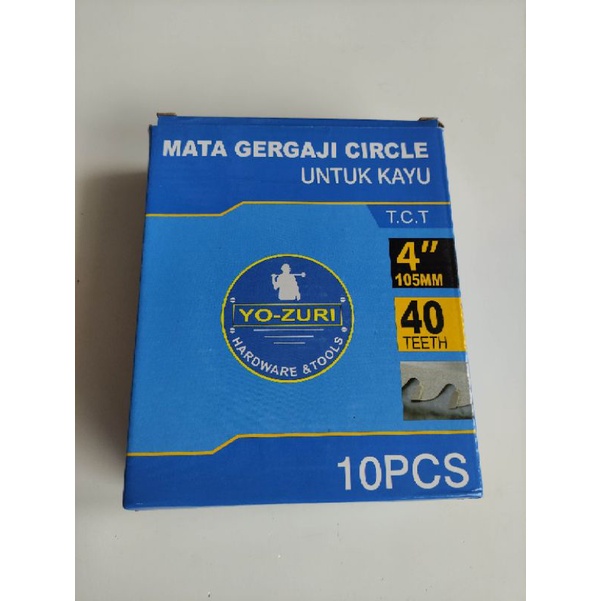 MATA GERGAJI CIRCLE
UNTUK KAYU
T.C.T
4”
105MM
YO-ZURI
HARDWARE &TOOLS
40
TEETH
10PCS